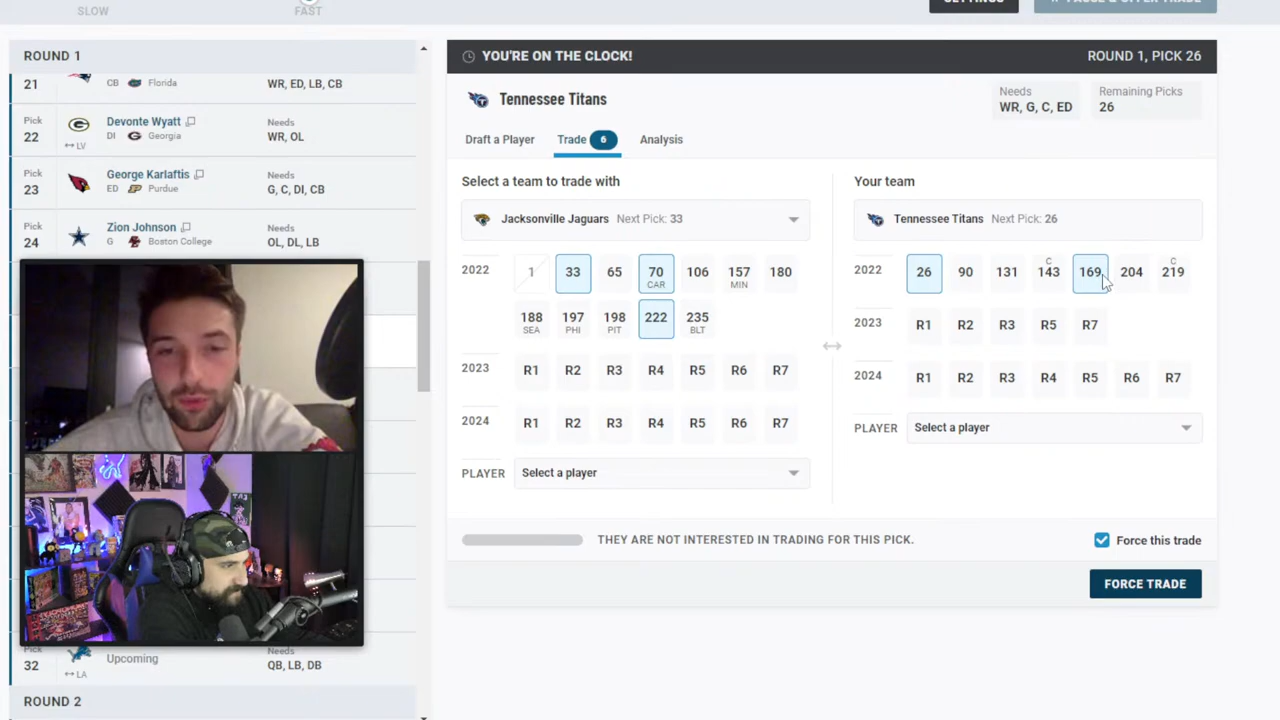 SLOW
FAST
SETTINGS
PAUSE & OFFER TRADE
ROUND 1
21
CB Florida
WR, ED, LB, CB
Pick
22
Devonte Wyatt
DI Georgia
LV
Needs
WR, OL
Pick
23
George Karlaftis
ED Purdue
Needs
G, C, DI, CB
Pick
24
Zion Johnson
G Boston College
Needs
OL, DL, LB
Pick
32
Upcoming
LA
QB, LB, DB
ROUND 2
YOU'RE ON THE CLOCK!
ROUND 1, PICK 26
Tennessee Titans
Needs
WR, G, C, ED
Remaining Picks
26
Draft a Player
Trade 6
Analysis
Select a team to trade with
Jacksonville Jaguars Next Pick: 33
2022
1
33
65
70
CAR
106
157
MIN
180
188
SEA
197
PHI
198
PIT
222
235
BLT
2023
R1 R2 R3 R4 R5 R6 R7
2024
R1 R2 R3 R4 R5 R6 R7
PLAYER
Select a player
Your team
Tennessee Titans Next Pick: 26
2022
26
90
131
C
143
169
204
C
219
2023
R1 R2 R3 R5 R7
2024
R1 R2 R3 R4 R5 R6 R7
PLAYER
Select a player
THEY ARE NOT INTERESTED IN TRADING FOR THIS PICK.
Force this trade
FORCE TRADE